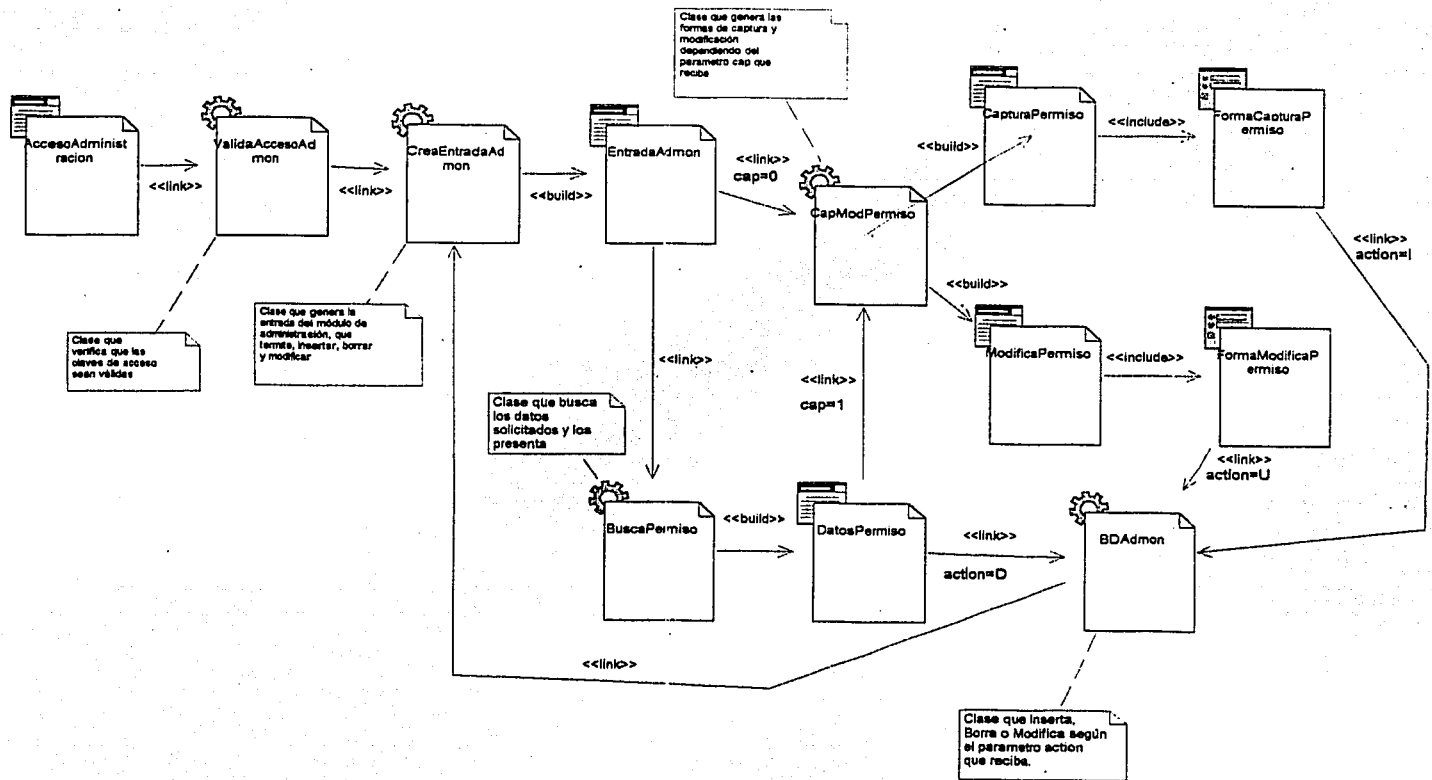 Clase que genera las
formas de captura y
modificación
dependiendo del
parametro cap que
reciba
AccesoAdminist
racion
<<link>>
ValidaAccesoAd
mon
<<link>>
CreaEntradaAd
mon
<<build>>
EntradaAdmon
<<link>>
cap=0
CapModPermiso
<<build>>
CapturaPermiso
<<include>>
FormaCapturaP
ermiso
<<link>>
action=I
<<build>>
ModificaPermiso
<<include>>
FormaModificaP
ermiso
<<link>>
action=U
Clase que
verifica que las
claves de acceso
sean válidas
Clase que genera la
entrada del módulo de
administración, que
termite, insertar, borrar
y modificar
<<link>>
<<link>>
cap=1
Clase que busca
los datos
solicitados y los
presenta
BuscaPermiso
<<build>>
DatosPermiso
<<link>>
action=D
BDAdmon
<<link>>
Clase que Inserta,
Borra o Modifica según
el parametro action
que reciba.